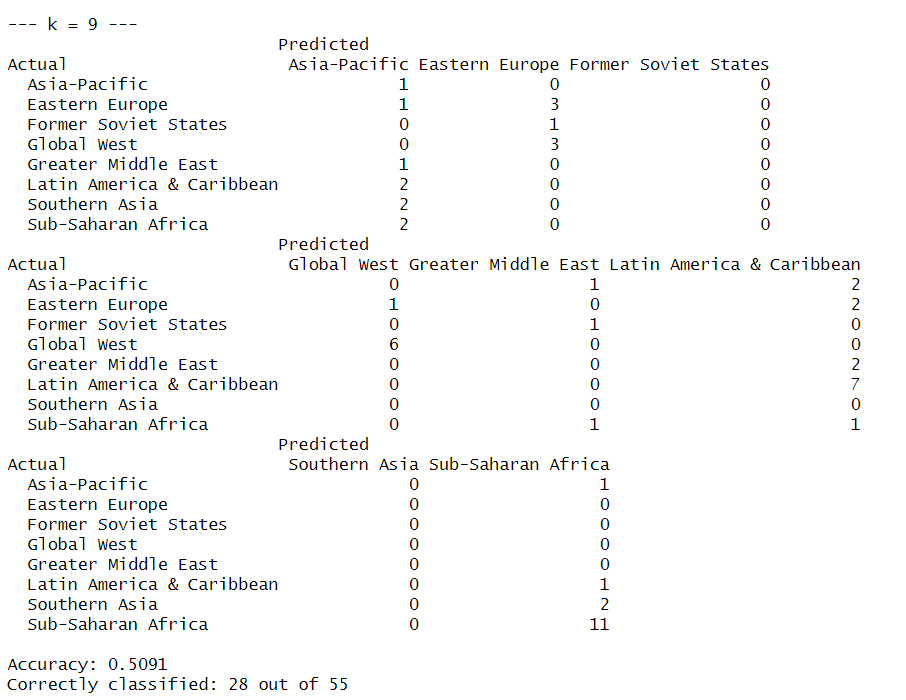 --- k = 9 ---
                           Predicted
Actual                      Asia-Pacific Eastern Europe Former Soviet States
  Asia-Pacific                         1              0                    0
  Eastern Europe                       1              3                    0
  Former Soviet States                 0              1                    0
  Global West                          0              3                    0
  Greater Middle East                  1              0                    0
  Latin America & Caribbean            2              0                    0
  Southern Asia                        2              0                    0
  Sub-Saharan Africa                   2              0                    0
                           Predicted
Actual                      Global West Greater Middle East Latin America & Caribbean
  Asia-Pacific                        0                   1                         2
  Eastern Europe                      1                   0                         2
  Former Soviet States                0                   1                         0
  Global West                         6                   0                         0
  Greater Middle East                 0                   0                         2
  Latin America & Caribbean           0                   0                         7
  Southern Asia                       0                   0                         0
  Sub-Saharan Africa                  0                   1                         1
                           Predicted
Actual                      Southern Asia Sub-Saharan Africa
  Asia-Pacific                          0                  1
  Eastern Europe                        0                  0
  Former Soviet States                  0                  0
  Global West                           0                  0
  Greater Middle East                   0                  0
  Latin America & Caribbean             0                  1
  Southern Asia                         0                  2
  Sub-Saharan Africa                    0                 11
Accuracy: 0.5091
Correctly classified: 28 out of 55